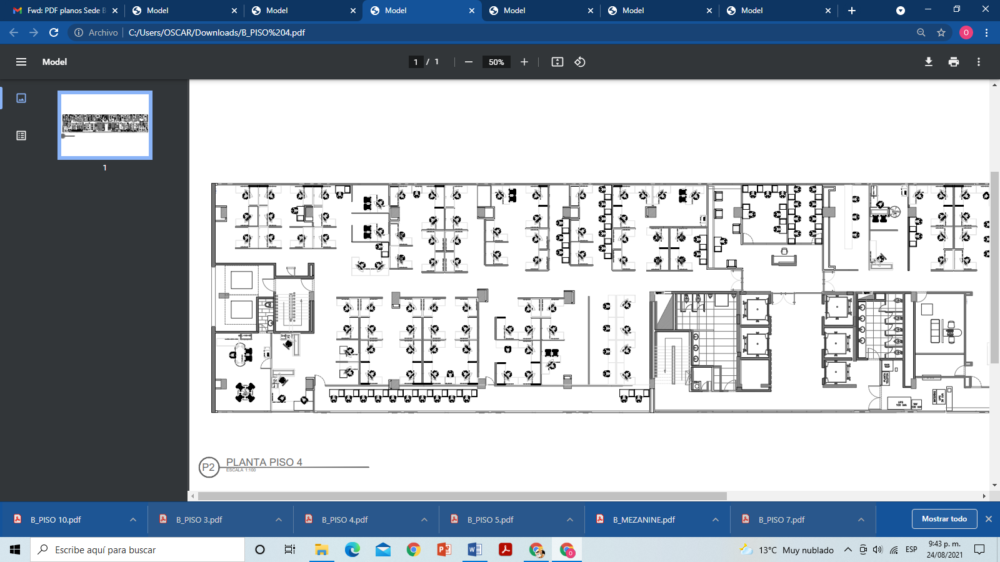 Fwd: PDF planos Sede B
Model
Model
Model
Model
Model
Model
Archivo
C:/Users/OSCAR/Downloads/B_PISO%204.pdf
O
Model
1 / 1
50%
1
UPS
100 kVA
P2
PLANTA PISO 4
ESCALA 1:100
B_PISO 10.pdf
B_PISO 3.pdf
B_PISO 4.pdf
B_PISO 5.pdf
B_MEZANINE.pdf
B_PISO 7.pdf
Mostrar todo
Escribe aquí para buscar
13°C Muy nublado
ESP
9:43 p. m.
24/08/2021